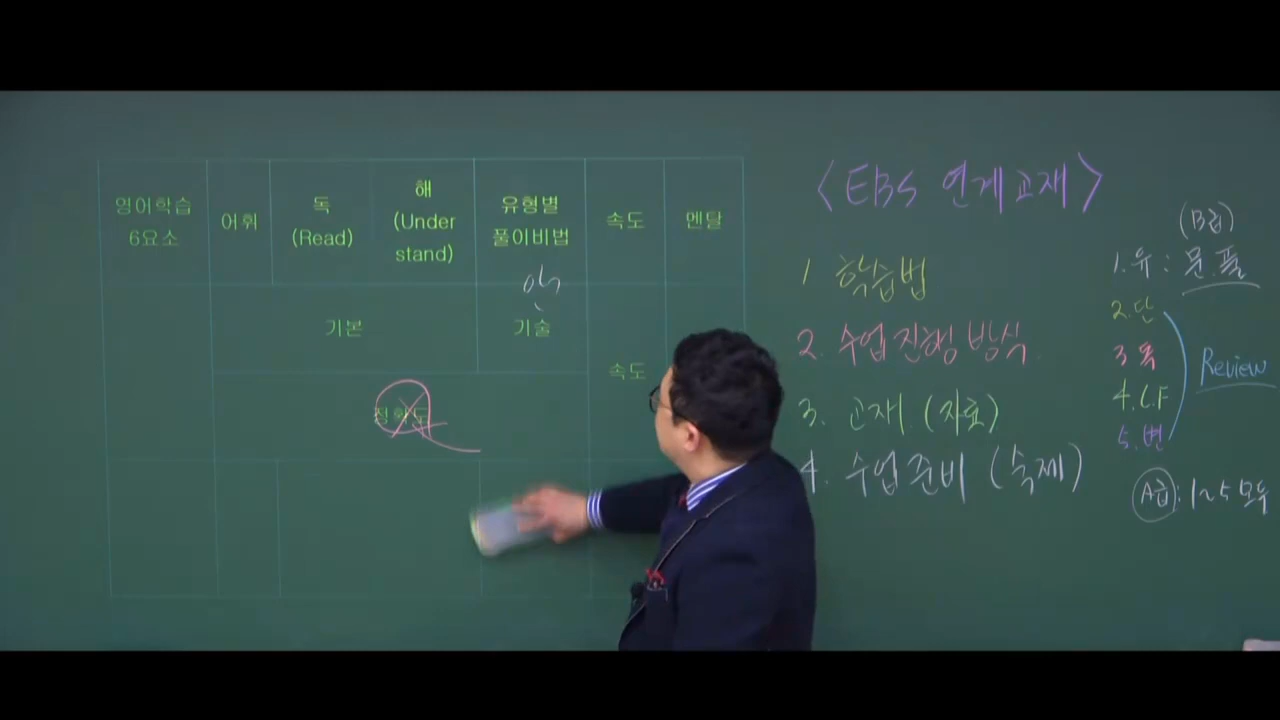 영어학습
6요소
어휘
독
(Read)
해
(Under
stand)
유형별
풀이비법
속도
멘탈
기본
기술
정확도
속도
<EBS 연계교재>
1 학습법
2. 수업 진행 방식.
3. 교재. (자료)
4. 수업 준비 (숙제)
(B급)
1. 유 : 문.풀
2. 단
3 독
4. L.F
5. 변
Review
A급 : 1~5 모두